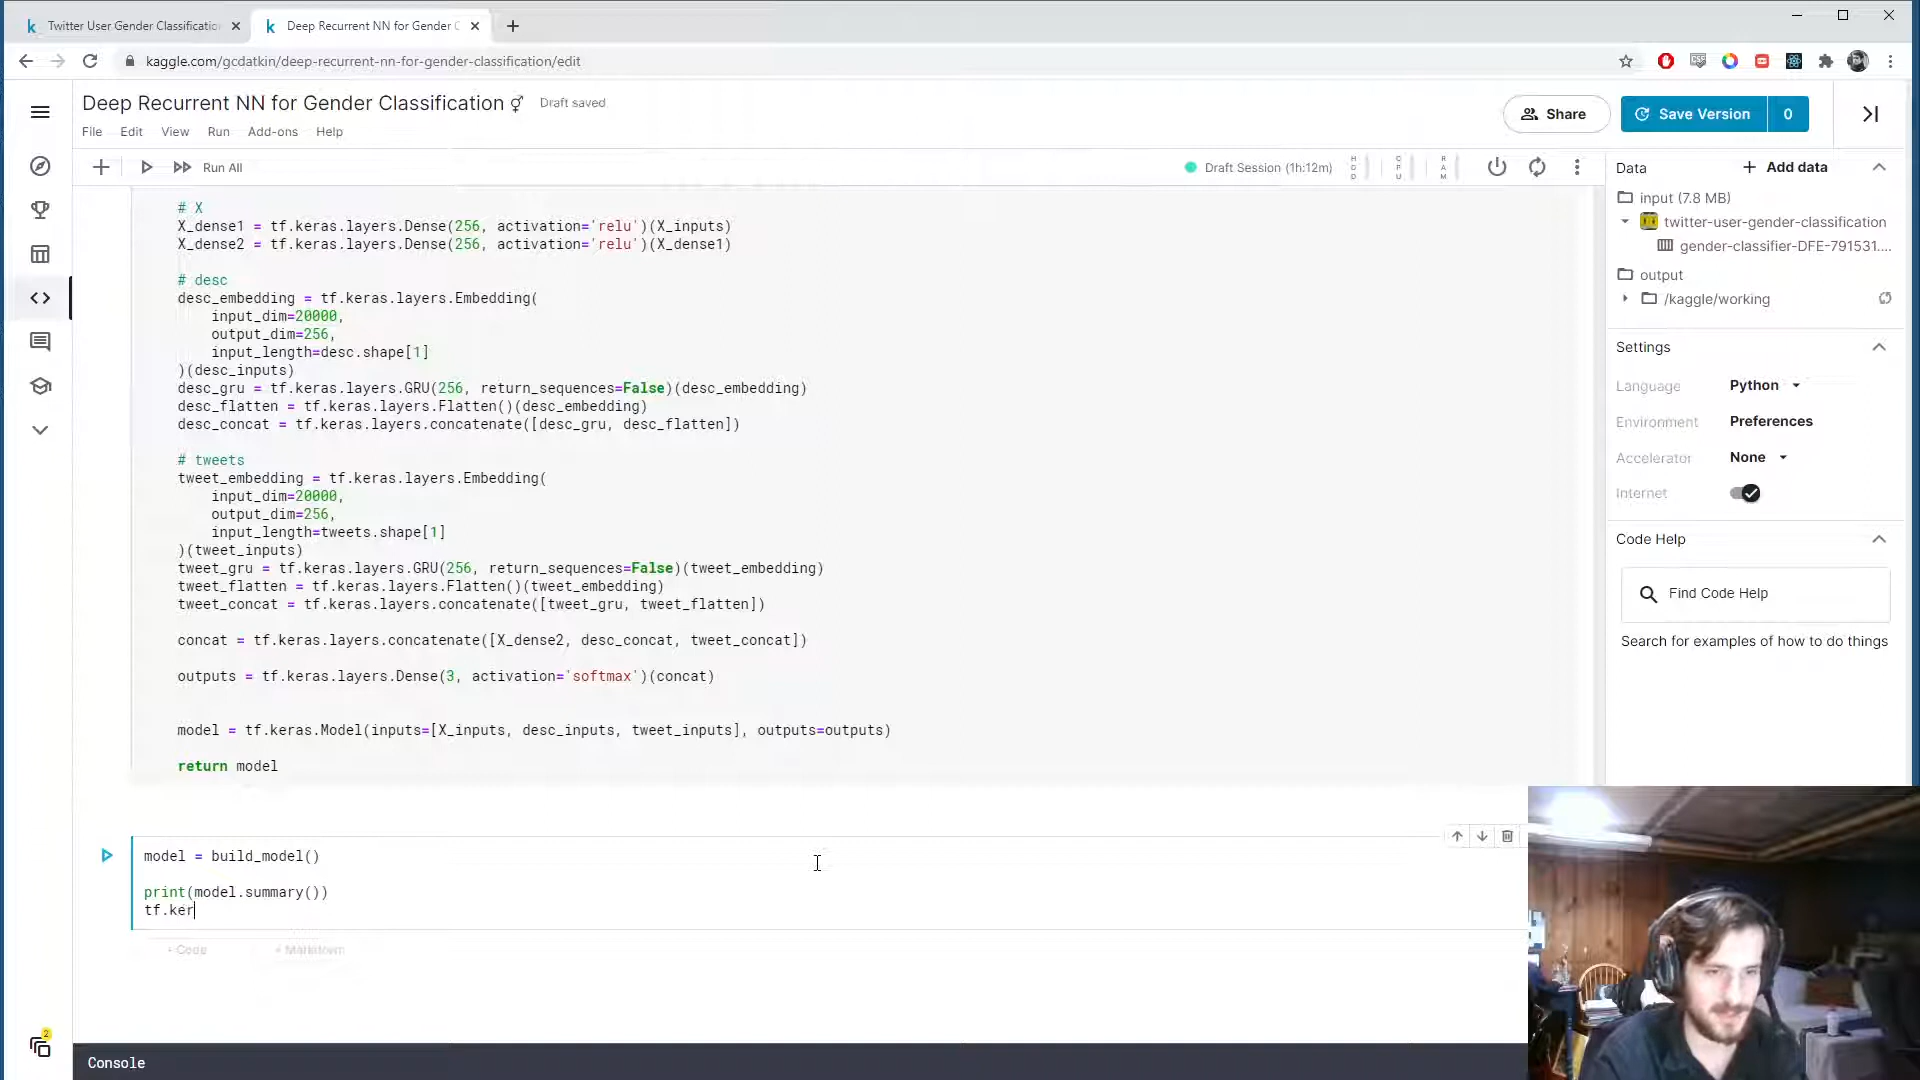 Twitter User Gender Classification
Deep Recurrent NN for Gender C
kaggle.com/gcdatkin/deep-recurrent-nn-for-gender-classification/edit
Deep Recurrent NN for Gender Classification ⚥
Draft saved
Share
Save Version
0
File Edit View Run Add-ons Help
Run All
Draft Session (1h:12m)
HDD
CPU
RAM
# X
X_dense1 = tf.keras.layers.Dense(256, activation='relu')(X_inputs)
X_dense2 = tf.keras.layers.Dense(256, activation='relu')(X_dense1)
# desc
desc_embedding = tf.keras.layers.Embedding(
input_dim=20000,
output_dim=256,
input_length=desc.shape[1]
)(desc_inputs)
desc_gru = tf.keras.layers.GRU(256, return_sequences=False)(desc_embedding)
desc_flatten = tf.keras.layers.Flatten()(desc_embedding)
desc_concat = tf.keras.layers.concatenate([desc_gru, desc_flatten])
# tweets
tweet_embedding = tf.keras.layers.Embedding(
input_dim=20000,
output_dim=256,
input_length=tweets.shape[1]
)(tweet_inputs)
tweet_gru = tf.keras.layers.GRU(256, return_sequences=False)(tweet_embedding)
tweet_flatten = tf.keras.layers.Flatten()(tweet_embedding)
tweet_concat = tf.keras.layers.concatenate([tweet_gru, tweet_flatten])
concat = tf.keras.layers.concatenate([X_dense2, desc_concat, tweet_concat])
outputs = tf.keras.layers.Dense(3, activation='softmax')(concat)
model = tf.keras.Model(inputs=[X_inputs, desc_inputs, tweet_inputs], outputs=outputs)
return model
model = build_model()
print(model.summary())
tf.ker
+ Code
+ Markdown
Console
2
Data
+ Add data
input (7.8 MB)
twitter-user-gender-classification
gender-classifier-DFE-791531....
output
/kaggle/working
Settings
Language Python
Environment Preferences
Accelerator None
Internet
Code Help
Find Code Help
Search for examples of how to do things